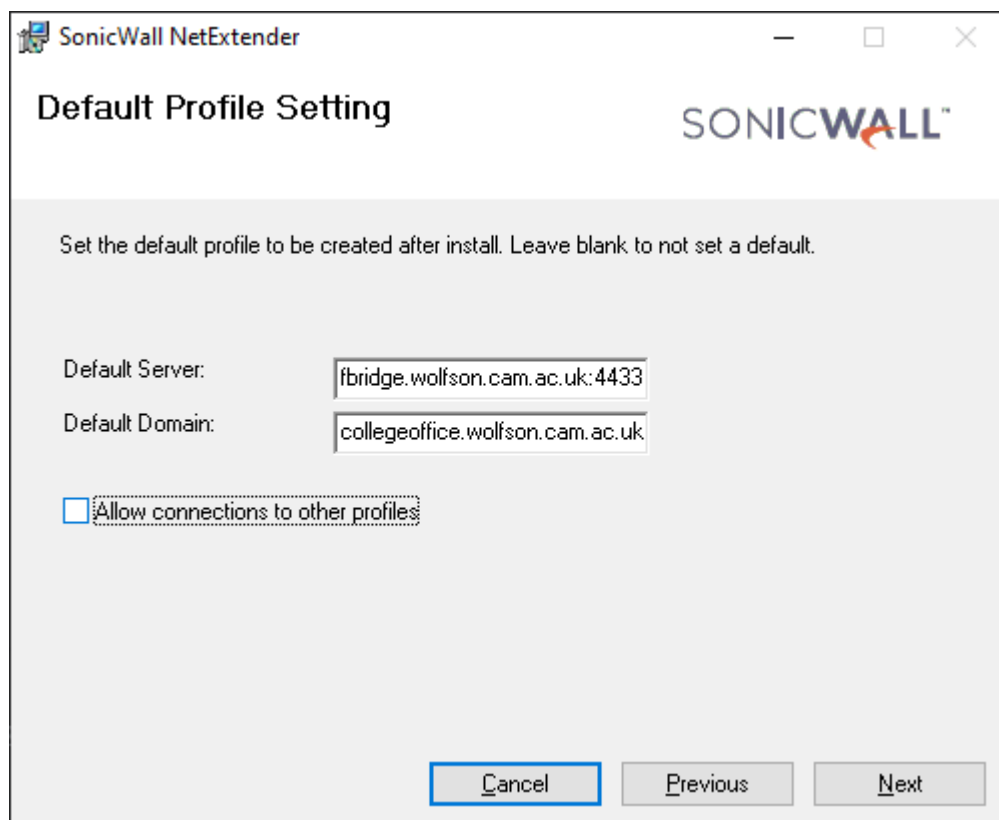 SonicWall NetExtender
Default Profile Setting
SONICWALL™
Set the default profile to be created after install. Leave blank to not set a default.
Default Server:
fbridge.wolfson.cam.ac.uk:4433
Default Domain:
collegeoffice.wolfson.cam.ac.uk
Allow connections to other profiles
Cancel
Previous
Next